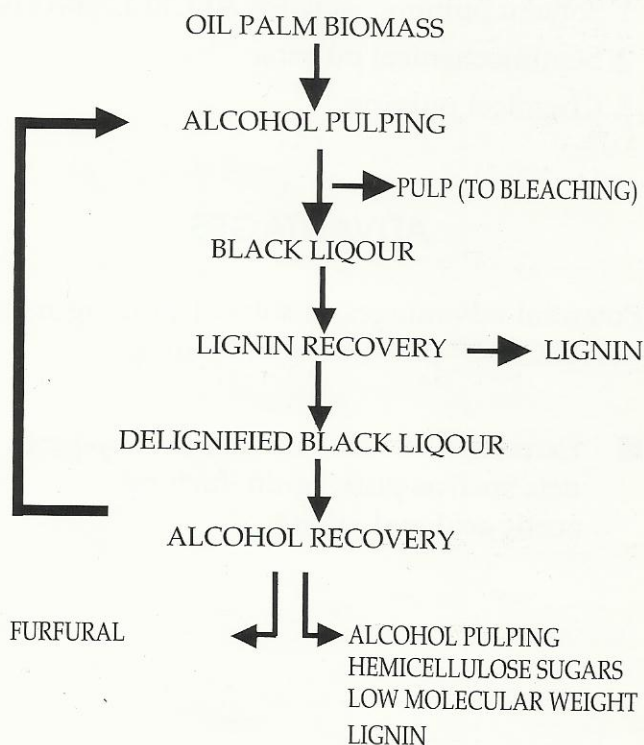 OIL PALM BIOMASS
ALCOHOL PULPING
PULP (TO BLEACHING)
BLACK LIQOUR
LIGNIN RECOVERY
LIGNIN
DELIGNIFIED BLACK LIQOUR
ALCOHOL RECOVERY
FURFURAL
ALCOHOL PULPING
HEMICELLULOSE SUGARS
LOW MOLECULAR WEIGHT
LIGNIN